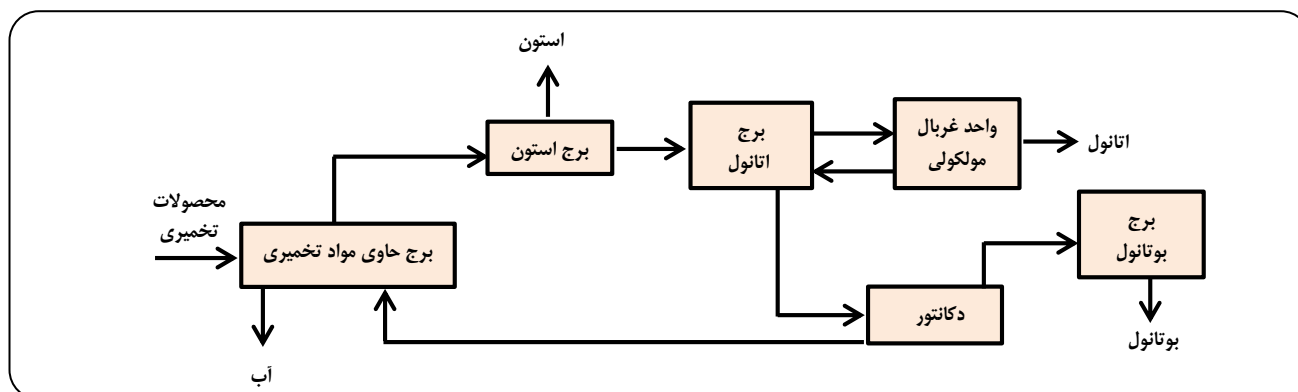 استون
برج استون
برج
اتانول
واحد غربال
مولکولی
اتانول
محصولات
تخمیری
برج حاوی مواد تخمیری
برج
بوتانول
دکانتور
بوتانول
آب